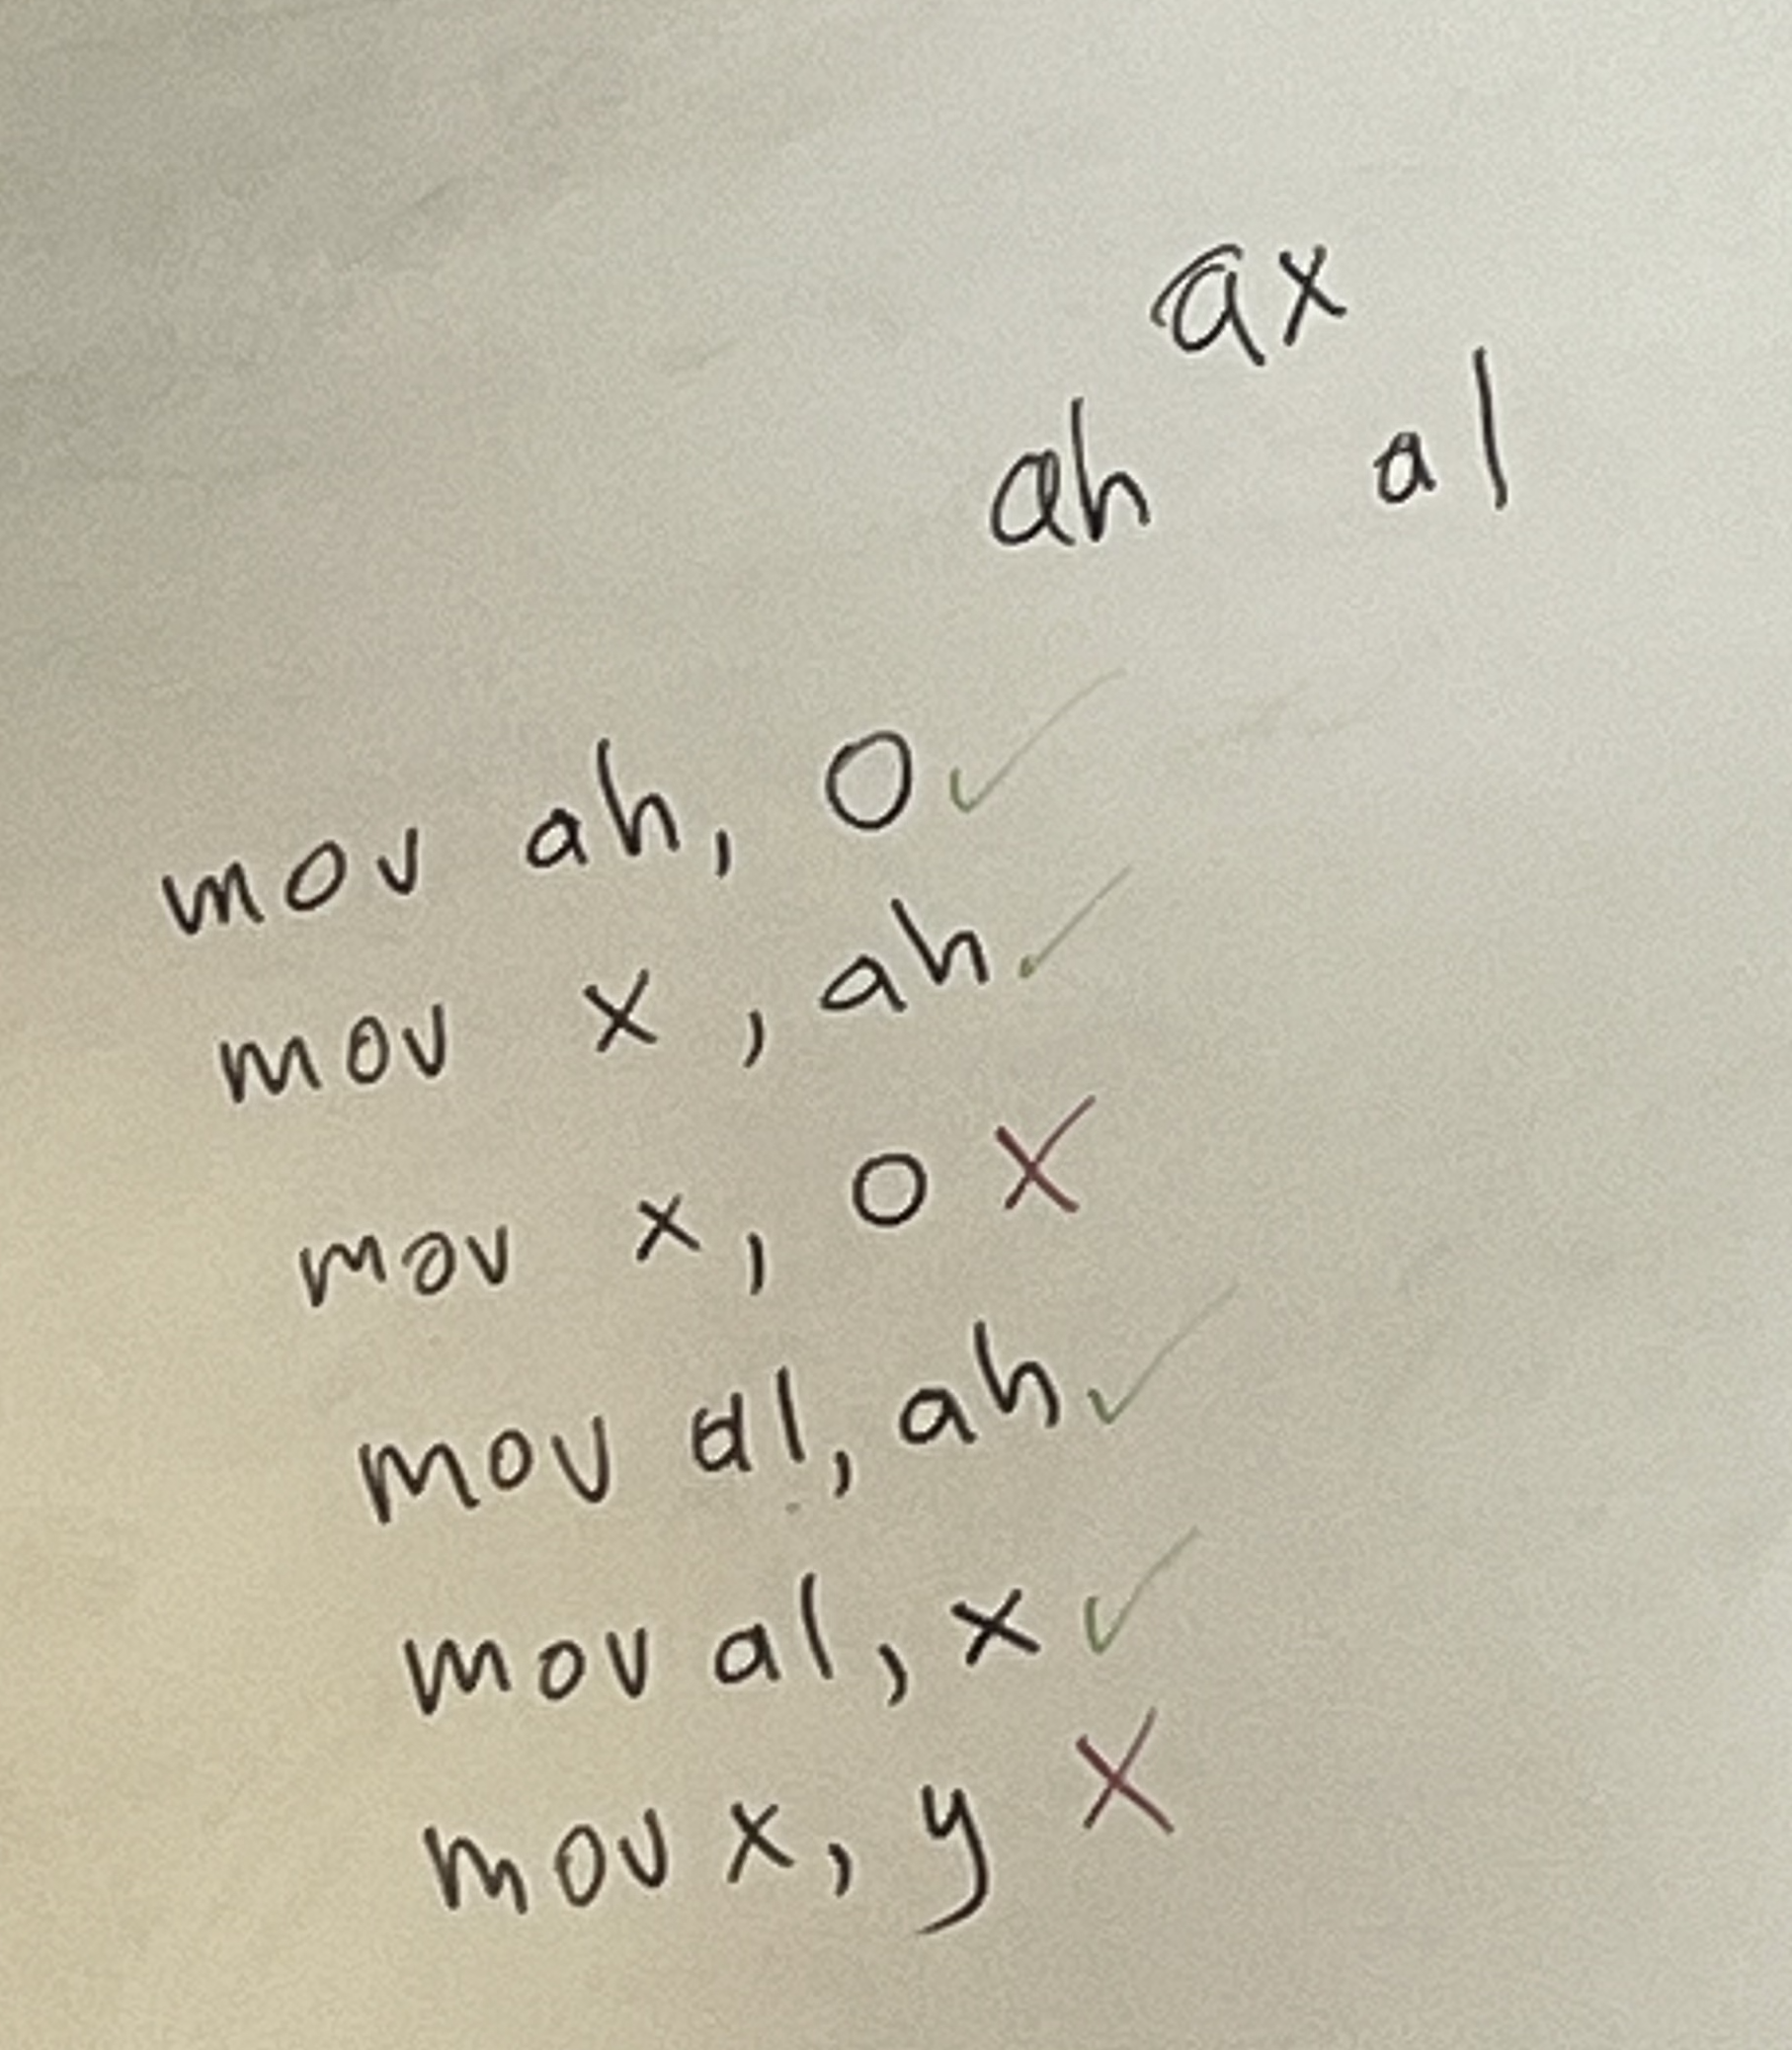 ax
ah al
mov ah, 0 ✓
mov x, ah ✓
mov x, 0 X
mov al, ah ✓
mov al, x ✓
mov x, y X